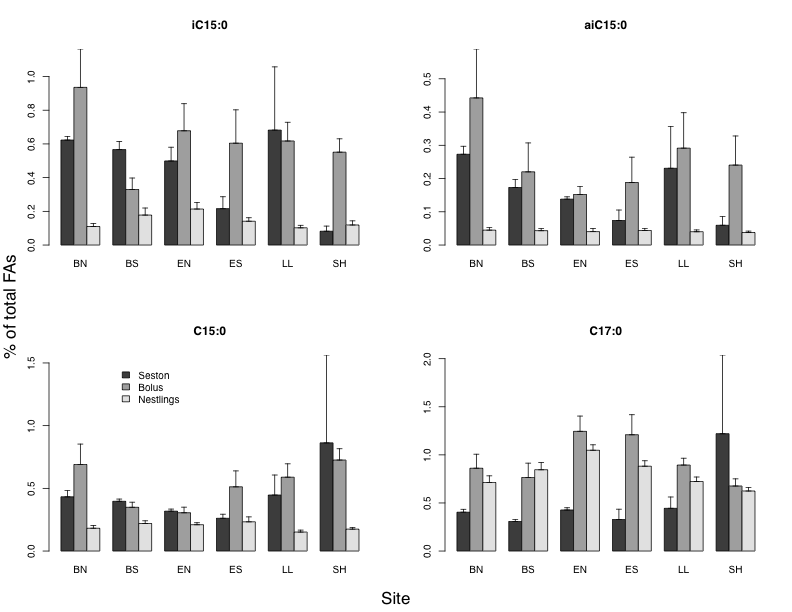 iC15:0
aiC15:0
0.0 0.2 0.4 0.6 0.8 1.0
0.0 0.1 0.2 0.3 0.4 0.5
BN BS EN ES LL SH
BN BS EN ES LL SH
% of total FAs
C15:0
C17:0
0.0 0.5 1.0 1.5
0.0 0.5 1.0 1.5 2.0
Seston
Bolus
Nestlings
BN BS EN ES LL SH
BN BS EN ES LL SH
Site